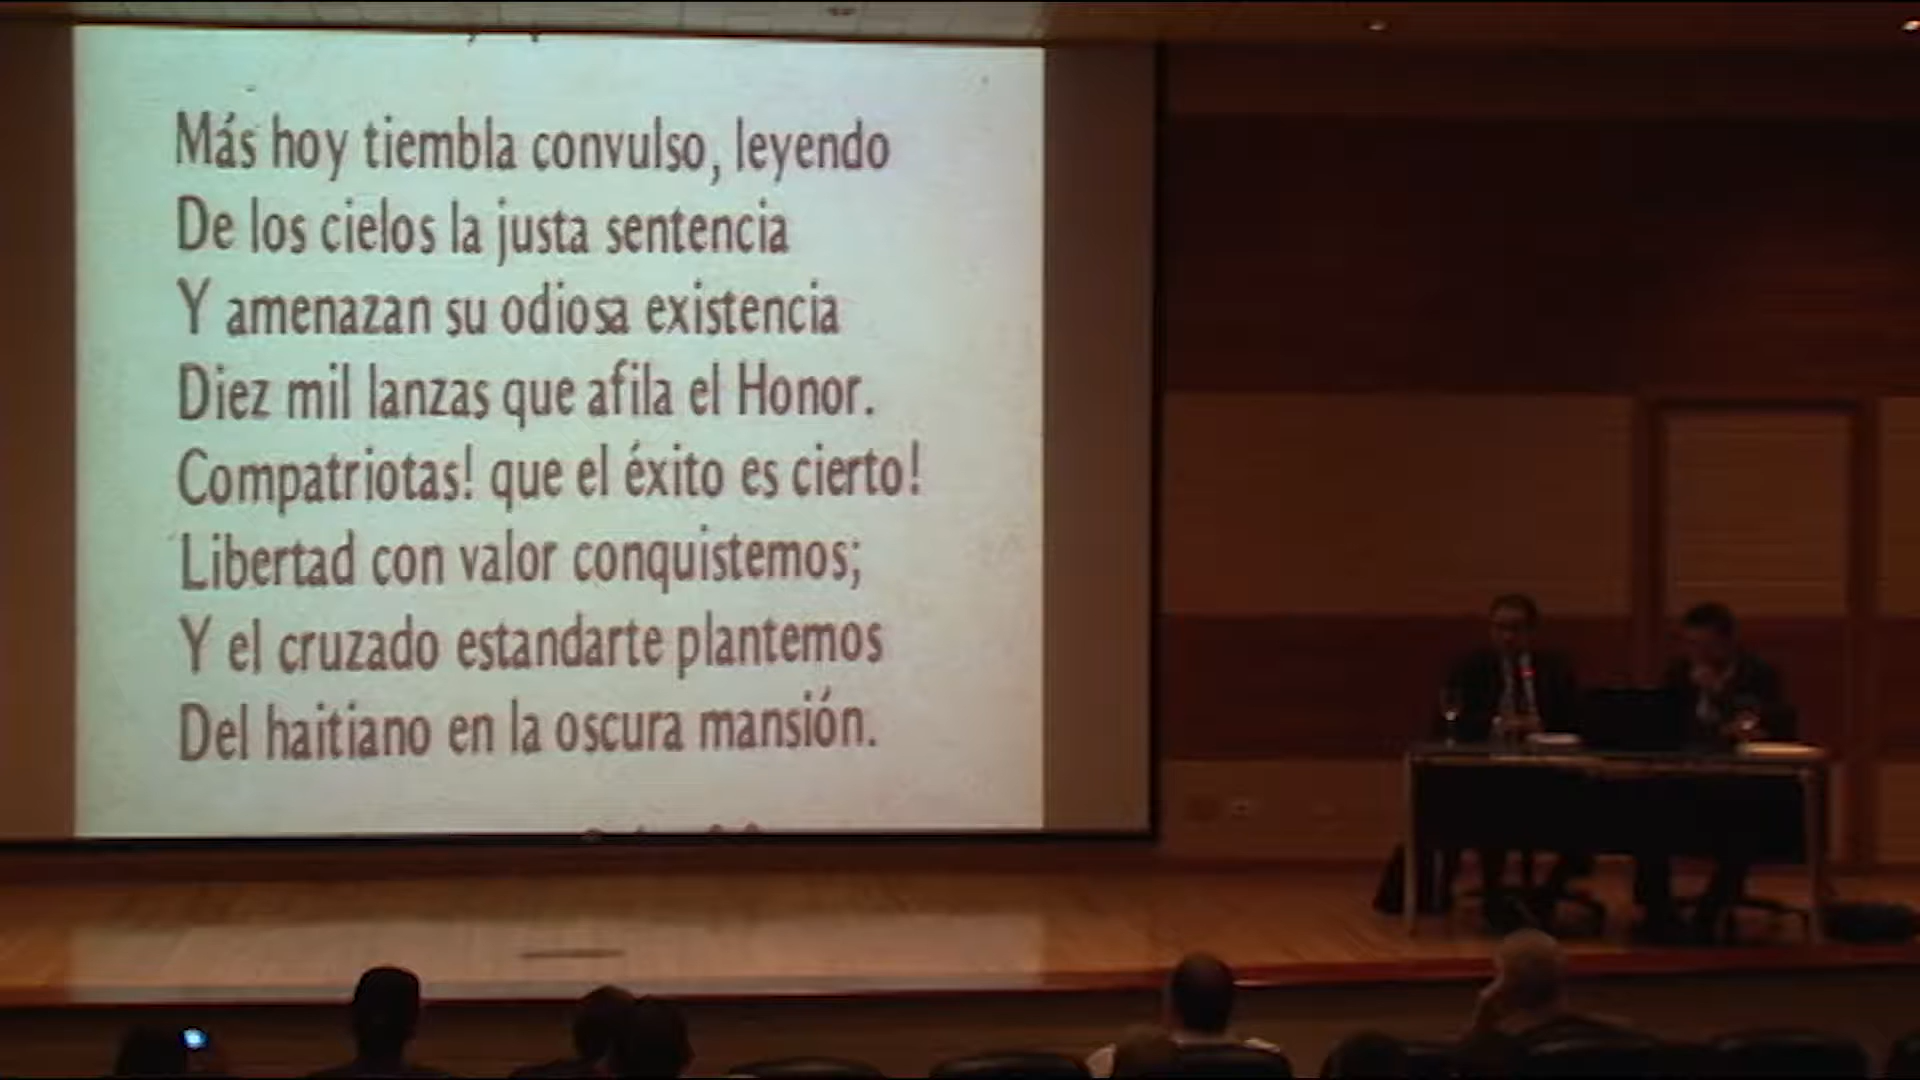 Más hoy tiembla convulso, leyendo
De los cielos la justa sentencia
Y amenazan su odiosa existencia
Diez mil lanzas que afila el Honor.
Compatriotas! que el éxito es cierto!
Libertad con valor conquistemos;
Y el cruzado estandarte plantemos
Del haitiano en la oscura mansión.